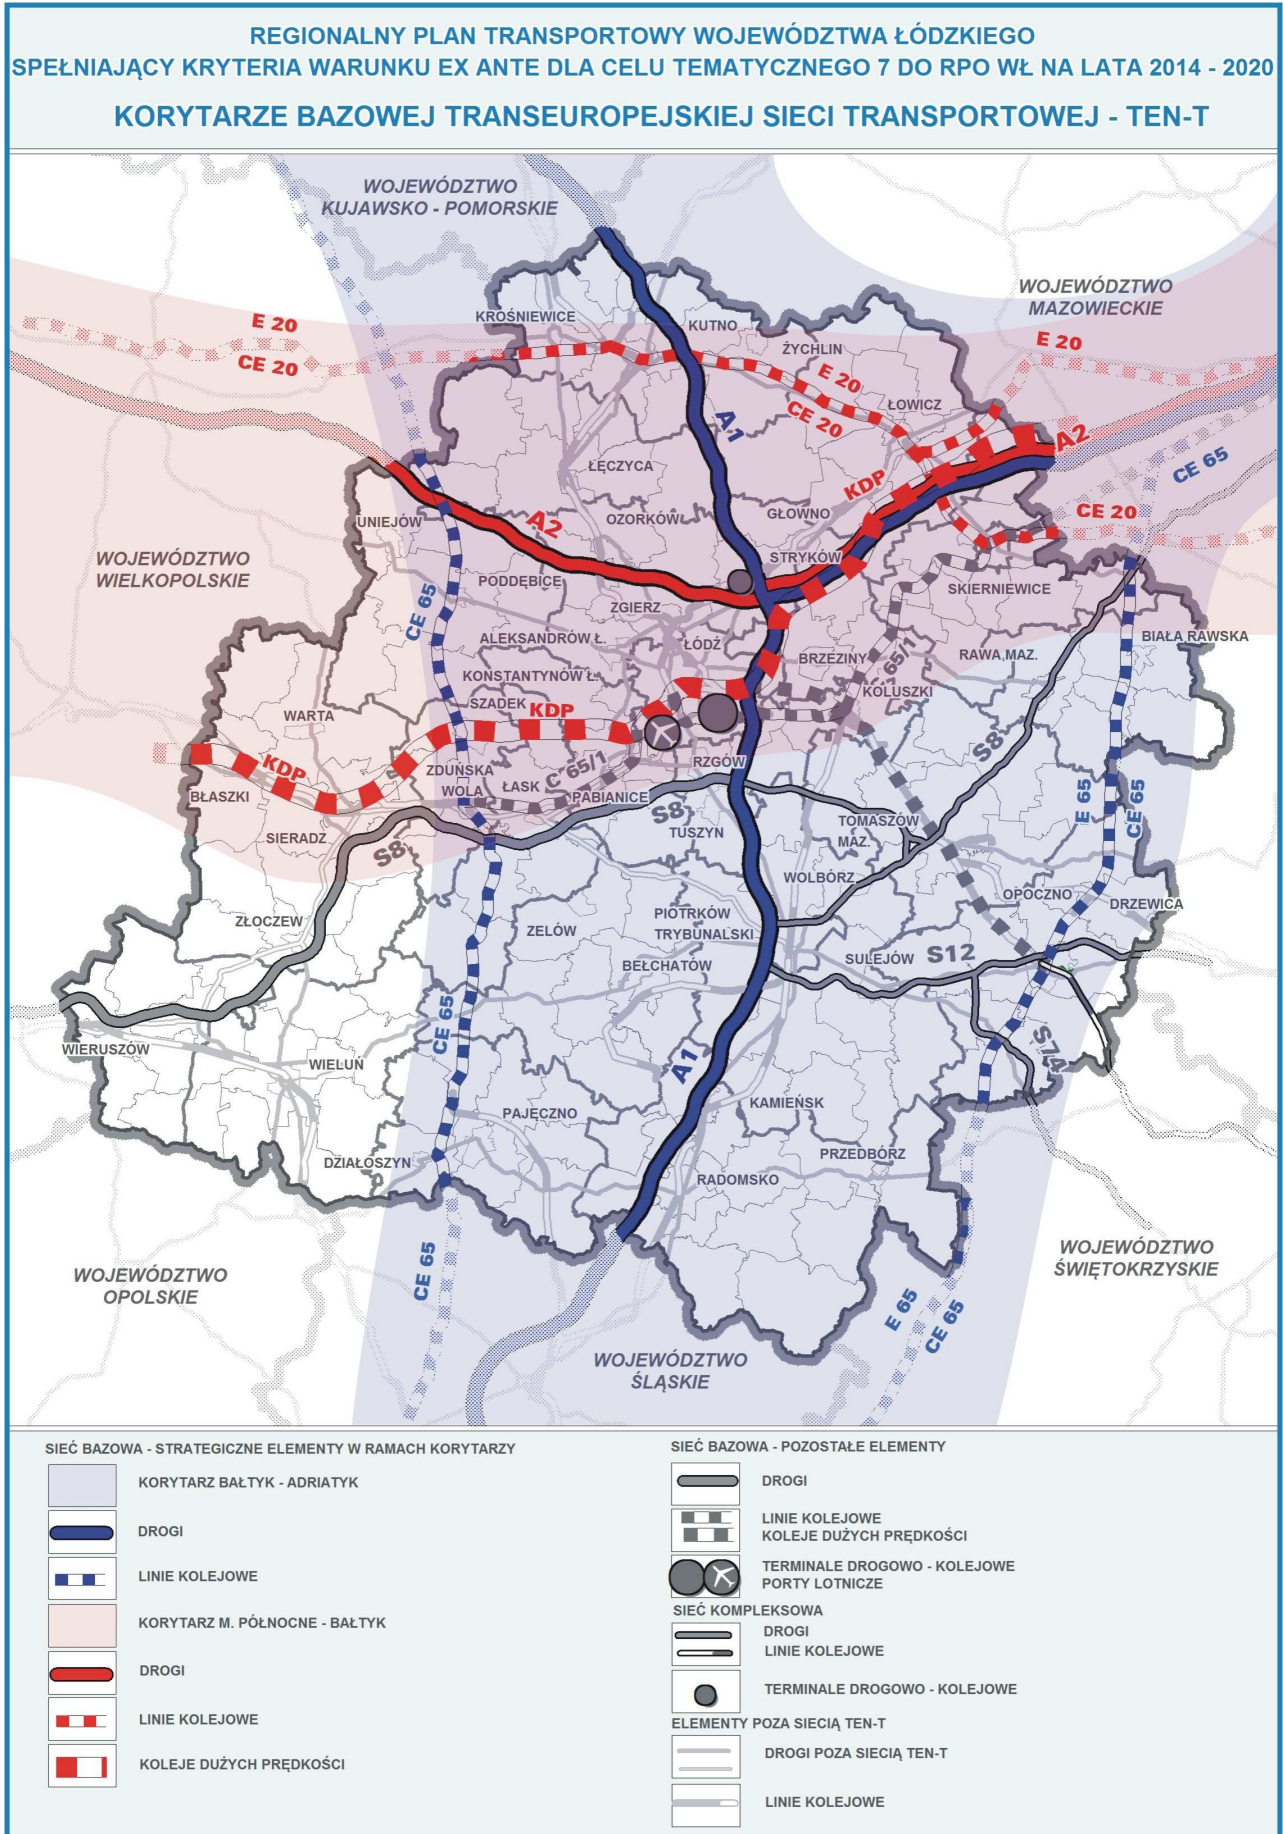 REGIONALNY PLAN TRANSPORTOWY WOJEWÓDZTWA ŁÓDZKIEGO
SPEŁNIAJĄCY KRYTERIA WARUNKU EX ANTE DLA CELU TEMATYCZNEGO 7 DO RPO WŁ NA LATA 2014 - 2020
KORYTARZE BAZOWEJ TRANSEUROPEJSKIEJ SIECI TRANSPORTOWEJ - TEN-T
WOJEWÓDZTWO
KUJAWSKO - POMORSKIE
WOJEWÓDZTWO
MAZOWIECKIE
KROŚNIEWICE
E 20
CE 20
KUTNO
ŻYCHLIN
E 20
E 20
CE 20
ŁOWICZ
A1
A2
CE 65
ŁĘCZYCA
KDP
UNIEJÓW
A2
OZORKÓW
GŁOWNO
CE 20
WOJEWÓDZTWO
WIELKOPOLSKIE
STRYKÓW
PODDĘBICE
SKIERNIEWICE
CE 65
ZGIERZ
ALEKSANDRÓW Ł.
ŁÓDŹ
BIAŁA RAWSKA
BRZEZINY
RAWA MAZ.
65/1
KONSTANTYNÓW Ł.
KOLUSZKI
SZADEK
KDP
WARTA
S8
KDP
RZGÓW
ZDUŃSKA
WOLA
ŁASK
C 65/1
BŁASZKI
PABIANICE
S8
E 65
CE 65
SIERADZ
S8
TUSZYN
TOMASZÓW
MAZ.
WOLBÓRZ
OPOCZNO
DRZEWICA
ZŁOCZEW
ZELÓW
PIOTRKÓW
TRYBUNALSKI
BEŁCHATÓW
SULEJÓW
S12
CE 65
WIERUSZÓW
WIELUŃ
A1
S74
PAJĘCZNO
KAMIEŃSK
PRZEDBÓRZ
DZIAŁOSZYN
RADOMSKO
WOJEWÓDZTWO
OPOLSKIE
CE 65
WOJEWÓDZTWO
ŚWIĘTOKRZYSKIE
E 65
CE 65
WOJEWÓDZTWO
ŚLĄSKIE
SIEĆ BAZOWA - STRATEGICZNE ELEMENTY W RAMACH KORYTARZY
KORYTARZ BAŁTYK - ADRIATYK
DROGI
LINIE KOLEJOWE
KORYTARZ M. PÓŁNOCNE - BAŁTYK
DROGI
LINIE KOLEJOWE
KOLEJE DUŻYCH PRĘDKOŚCI
SIEĆ BAZOWA - POZOSTAŁE ELEMENTY
DROGI
LINIE KOLEJOWE
KOLEJE DUŻYCH PRĘDKOŚCI
TERMINALE DROGOWO - KOLEJOWE
PORTY LOTNICZE
SIEĆ KOMPLEKSOWA
DROGI
LINIE KOLEJOWE
TERMINALE DROGOWO - KOLEJOWE
ELEMENTY POZA SIECIĄ TEN-T
DROGI POZA SIECIĄ TEN-T
LINIE KOLEJOWE